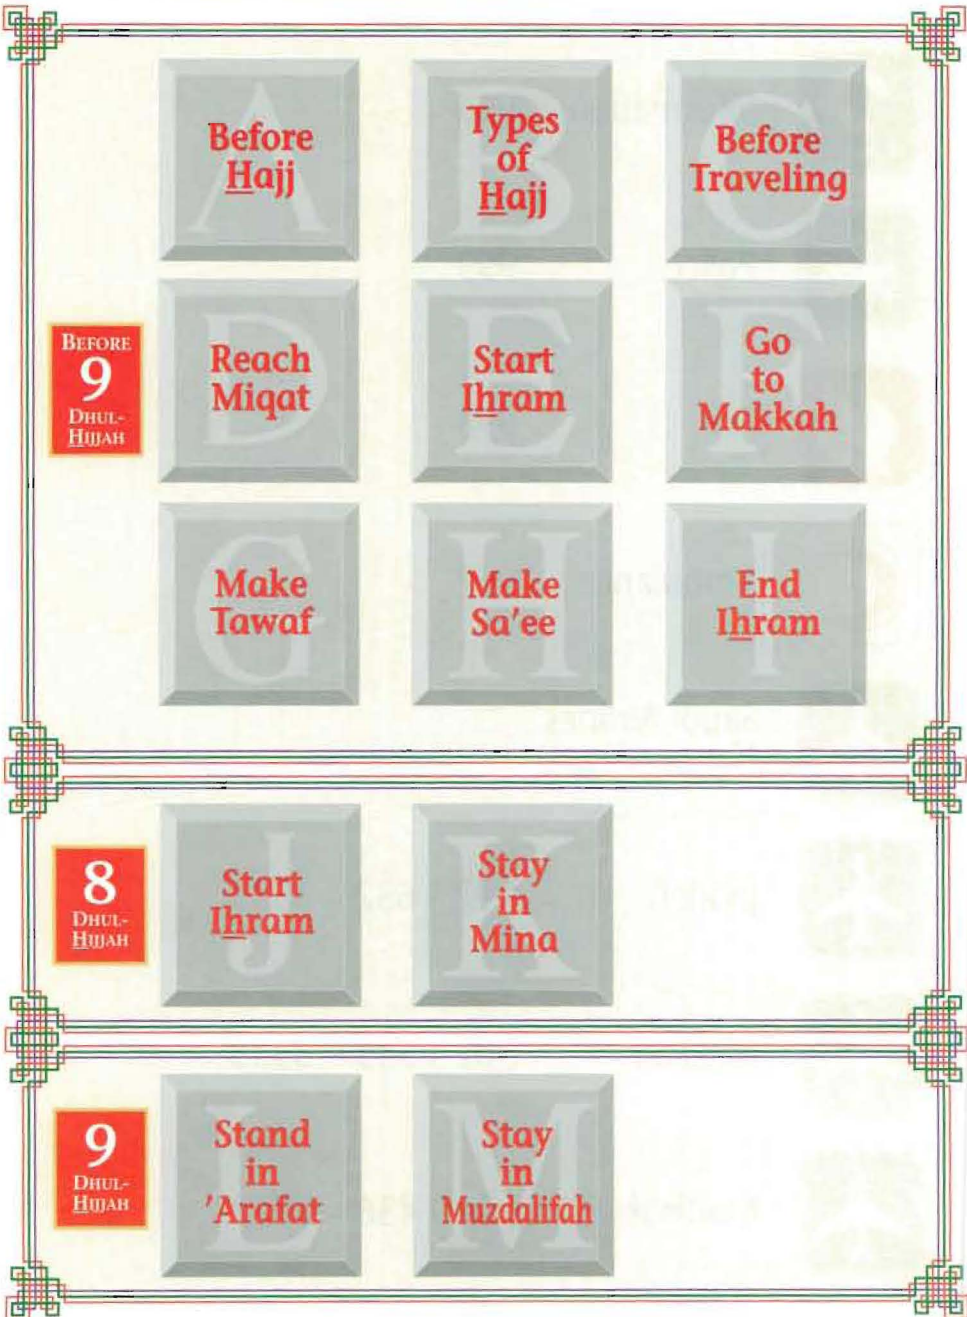 A
Before
Hajj
B
Types
of
Hajj
C
Before
Traveling
BEFORE
9
DHUL-
HIJJAH
D
Reach
Miqat
E
Start
Ihram
F
Go
to
Makkah
G
Make
Tawaf
H
Make
Sa'ee
I
End
Ihram
8
DHUL-
HIJJAH
J
Start
Ihram
K
Stay
in
Mina
9
DHUL-
HIJJAH
L
Stand
in
'Arafat
M
Stay
in
Muzdalifah